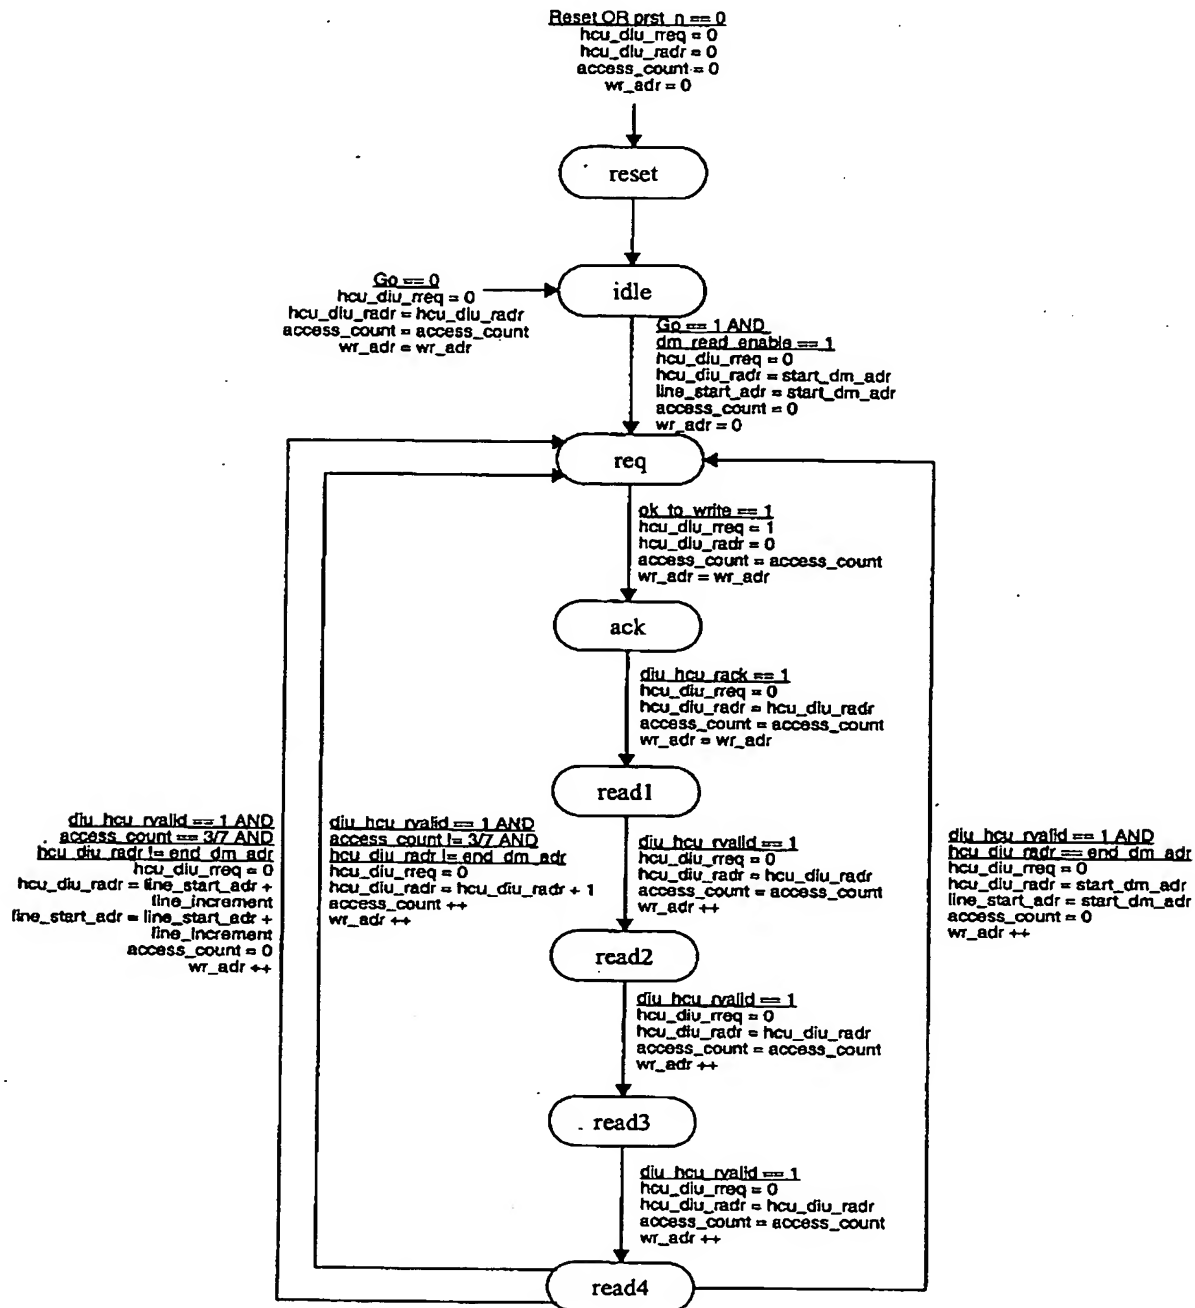 Reset OR prst_n == 0
hcu_diu_rreq = 0
hcu_diu_radr = 0
access_count = 0
wr_adr = 0
reset
Go == 0
hcu_diu_rreq = 0
hcu_diu_radr = hcu_diu_radr
access_count = access_count
wr_adr = wr_adr
idle
Go == 1 AND
dm_read_enable == 1
hcu_diu_rreq = 0
hcu_diu_radr = start_dm_adr
line_start_adr = start_dm_adr
access_count = 0
wr_adr = 0
req
ok_to_write == 1
hcu_diu_rreq = 1
hcu_diu_radr = 0
access_count = access_count
wr_adr = wr_adr
ack
diu_hcu_rack == 1
hcu_diu_rreq = 0
hcu_diu_radr = hcu_diu_radr
access_count = access_count
wr_adr = wr_adr
read1
diu_hcu_rvalid == 1 AND
access_count == 3/7 AND
hcu_diu_radr != end_dm_adr
hcu_diu_rreq = 0
hcu_diu_radr = line_start_adr +
line_increment
line_start_adr = line_start_adr +
line_increment
access_count = 0
wr_adr ++
diu_hcu_rvalid == 1 AND
access_count != 3/7 AND
hcu_diu_radr != end_dm_adr
hcu_diu_rreq = 0
hcu_diu_radr = hcu_diu_radr + 1
access_count ++
wr_adr ++
diu_hcu_rvalid == 1
hcu_diu_rreq = 0
hcu_diu_radr = hcu_diu_radr
access_count = access_count
wr_adr ++
diu_hcu_rvalid == 1 AND
hcu_diu_radr == end_dm_adr
hcu_diu_rreq = 0
hcu_diu_radr = start_dm_adr
line_start_adr = start_dm_adr
access_count = 0
wr_adr ++
read2
diu_hcu_rvalid == 1
hcu_diu_rreq = 0
hcu_diu_radr = hcu_diu_radr
access_count = access_count
wr_adr ++
read3
diu_hcu_rvalid == 1
hcu_diu_rreq = 0
hcu_diu_radr = hcu_diu_radr
access_count = access_count
wr_adr ++
read4